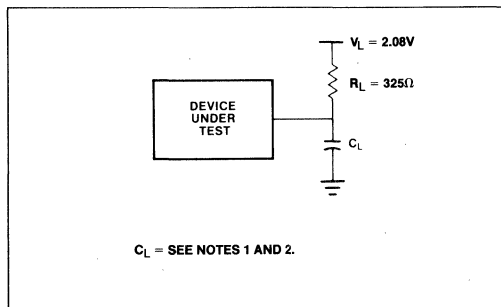 V_L = 2.08V
R_L = 325Ω
DEVICE
UNDER
TEST
C_L
C_L = SEE NOTES 1 AND 2.